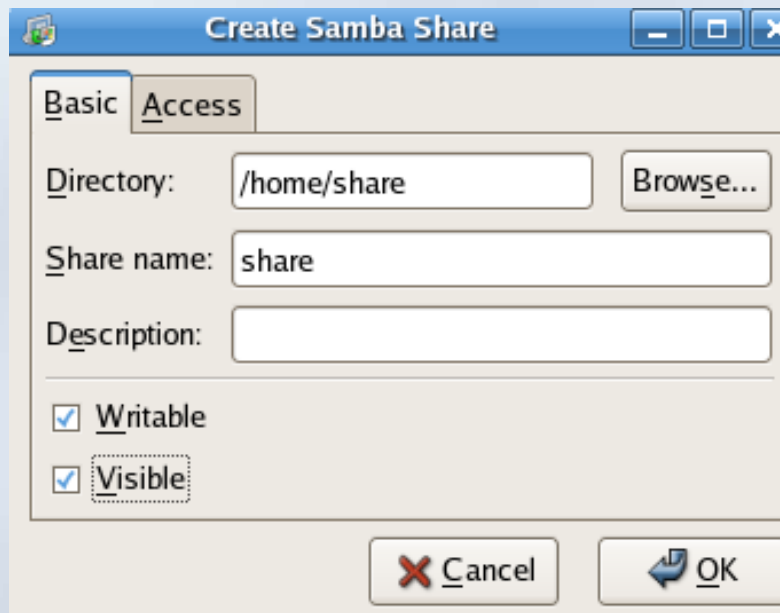 Create Samba Share
Basic Access
Directory: /home/share Browse...
Share name: share
Description:
Writable
Visible
Cancel OK